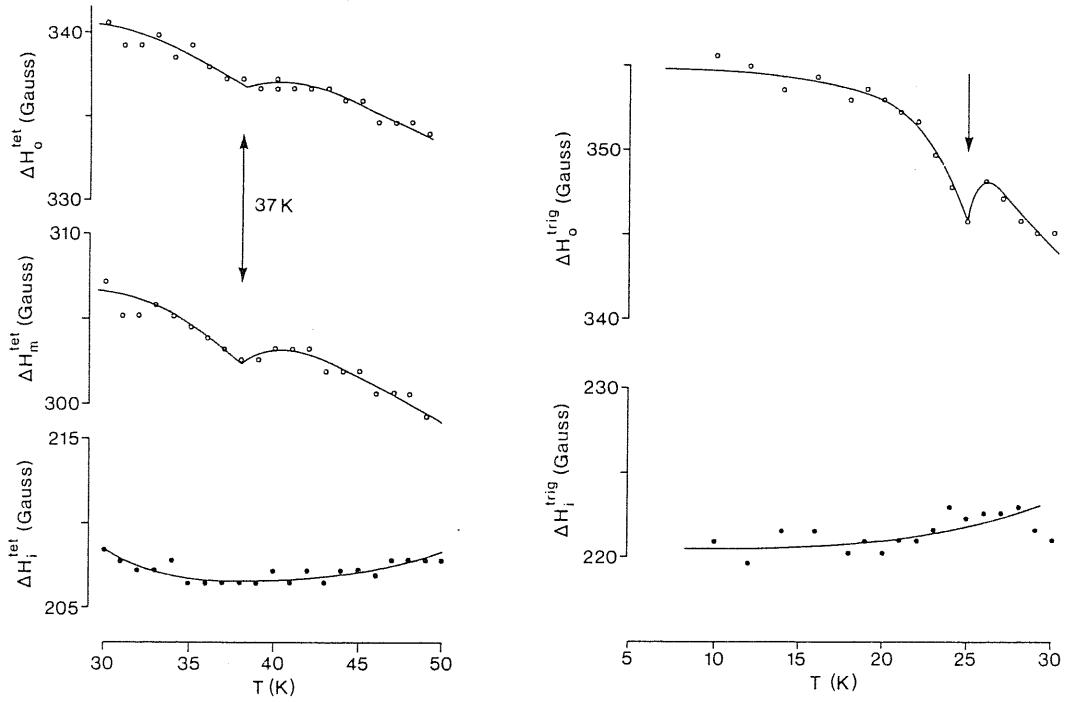 340
330
ΔH_o^tet (Gauss)
37 K
310
300
ΔH_m^tet (Gauss)
215
205
ΔH_i^tet (Gauss)
30 35 40 45 50
T (K)
350
340
ΔH_o^trig (Gauss)
230
220
ΔH_i^trig (Gauss)
5 10 15 20 25 30
T (K)